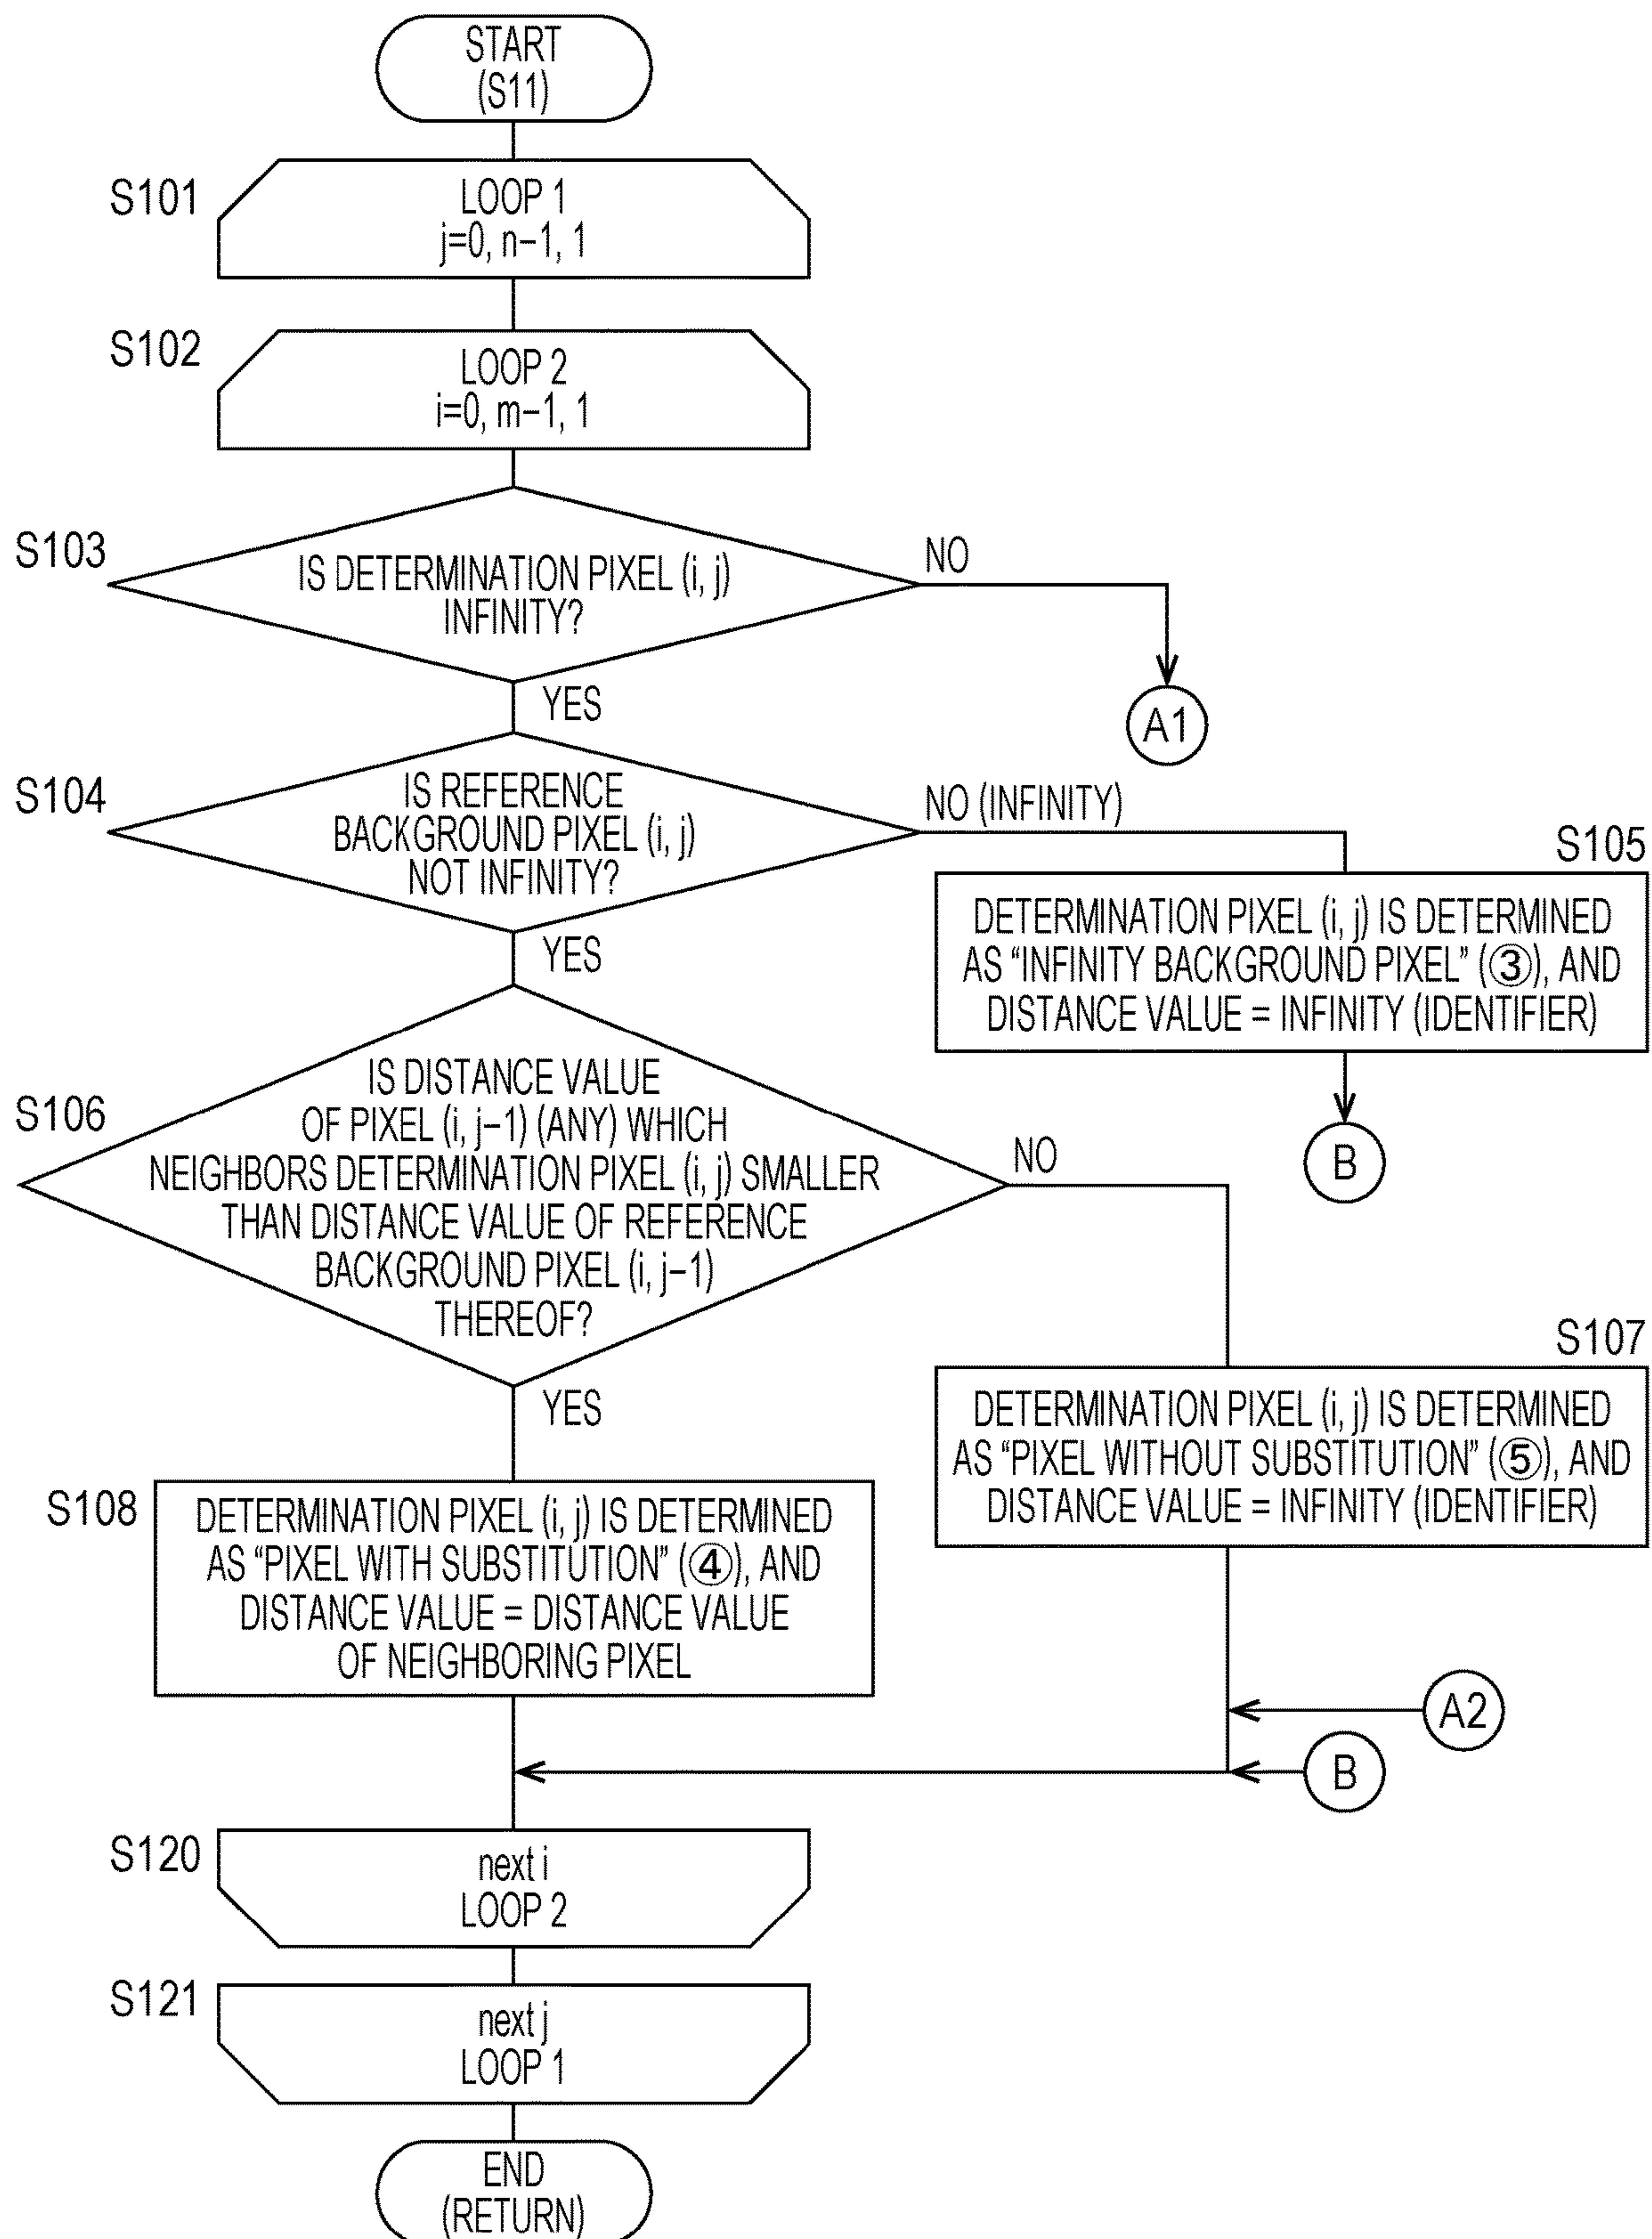 START
(S11)
S101
LOOP 1
j=0, n−1, 1
S102
LOOP 2
i=0, m−1, 1
S103
IS DETERMINATION PIXEL (i, j)
INFINITY?
NO
YES
A1
S104
IS REFERENCE
BACKGROUND PIXEL (i, j)
NOT INFINITY?
NO (INFINITY)
YES
S105
DETERMINATION PIXEL (i, j) IS DETERMINED
AS “INFINITY BACKGROUND PIXEL” (③), AND
DISTANCE VALUE = INFINITY (IDENTIFIER)
B
S106
IS DISTANCE VALUE
OF PIXEL (i, j−1) (ANY) WHICH
NEIGHBORS DETERMINATION PIXEL (i, j) SMALLER
THAN DISTANCE VALUE OF REFERENCE
BACKGROUND PIXEL (i, j−1)
THEREOF?
NO
YES
S107
DETERMINATION PIXEL (i, j) IS DETERMINED
AS “PIXEL WITHOUT SUBSTITUTION” (⑤), AND
DISTANCE VALUE = INFINITY (IDENTIFIER)
S108
DETERMINATION PIXEL (i, j) IS DETERMINED
AS “PIXEL WITH SUBSTITUTION” (④), AND
DISTANCE VALUE = DISTANCE VALUE
OF NEIGHBORING PIXEL
A2
B
S120
next i
LOOP 2
S121
next j
LOOP 1
END
(RETURN)